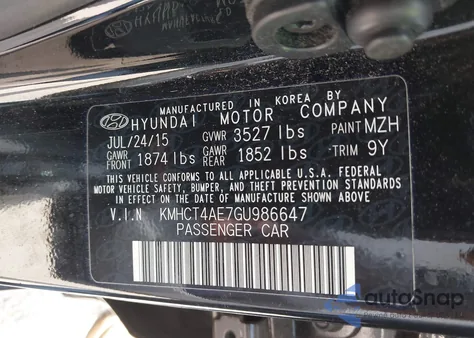 MANUFACTURED IN KOREA BY
HYUNDAI MOTOR COMPANY
JUL/24/15 GVWR 3527 lbs PAINT MZH
GAWR FRONT 1874 lbs GAWR REAR 1852 lbs TRIM 9Y
THIS VEHICLE CONFORMS TO ALL APPLICABLE U.S.A. FEDERAL
MOTOR VEHICLE SAFETY, BUMPER, AND THEFT PREVENTION STANDARDS
IN EFFECT ON THE DATE OF MANUFACTURE SHOWN ABOVE.
V.I.N KMHCT4AE7GU986647
PASSENGER CAR
autoSnap